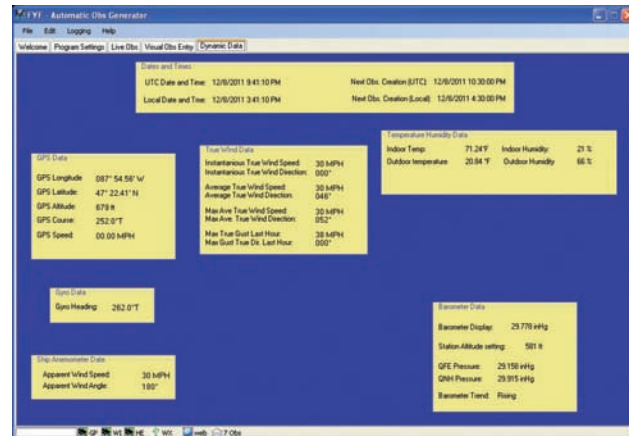 FYF - Automatic Obs Generator
File Edit Logging Help
Welcome Program Settings Live Obs Visual Obs Entry Dynamic Data
Dates and Times
UTC Date and Time: 12/8/2011 9:41:10 PM Next Obs. Creation (UTC): 12/8/2011 10:30:00 PM
Local Date and Time: 12/8/2011 3:41:10 PM Next Obs. Creation (Local): 12/8/2011 4:30:00 PM
GPS Data
GPS Longitude 087° 54.56' W
GPS Latitude: 47° 22.41' N
GPS Altitude: 679 ft
GPS Course: 252.0°T
GPS Speed: 00.00 MPH
True Wind Data
Instantanious True Wind Speed: 30 MPH
Instantanious True Wind Direction: 000°
Average True Wind Speed: 30 MPH
Average True Wind Direction: 046°
Max Ave True Wind Speed: 30 MPH
Max Ave. True Wind Direction: 052°
Max True Gust Last Hour: 38 MPH
Max Gust True Dir. Last Hour: 000°
Temperature Humidity Data
Indoor Temp: 71.24°F Indoor Humidity: 21 %
Outdoor temperature 20.84 °F Outdoor Humidity 66 %
Gyro Data
Gyro Heading: 262.0°T
Ship Anemometer Data
Apparent Wind Speed: 30 MPH
Apparent Wind Angle: 180°
Barometer Data
Barometer Display: 29.778 inHg
Station Altitude setting: 581 ft
QFE Pressure: 29.158 inHg
QNH Pressure: 29.915 inHg
Barometer Trend: Rising
GP WI HE WX web 7 Obs